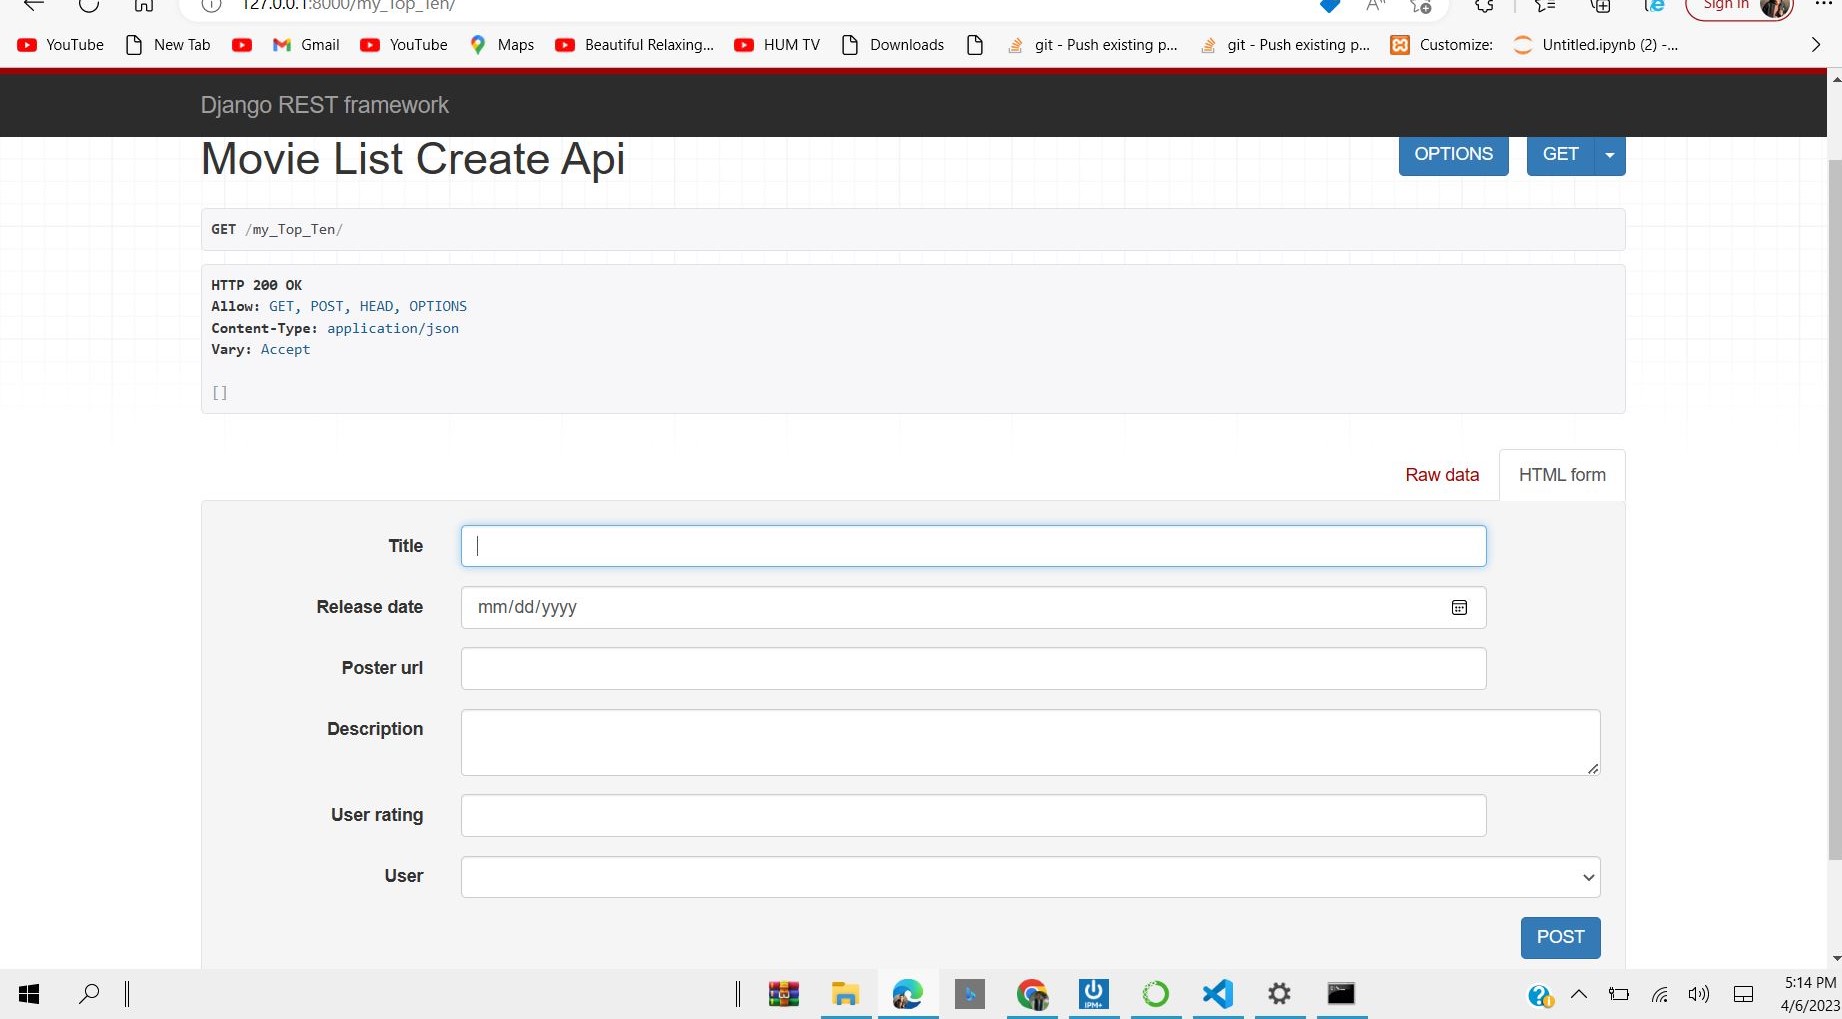 127.0.0.1:8000/my_Top_Ten/
Sign in
YouTube New Tab Gmail YouTube Maps Beautiful Relaxing... HUM TV Downloads git - Push existing p... git - Push existing p... Customize: Untitled.ipynb (2) -...
Django REST framework
Movie List Create Api
OPTIONS GET
GET /my_Top_Ten/
HTTP 200 OK
Allow: GET, POST, HEAD, OPTIONS
Content-Type: application/json
Vary: Accept
[]
Raw data HTML form
Title
Release date mm/dd/yyyy
Poster url
Description
User rating
User
POST
IPM+
5:14 PM
4/6/2023